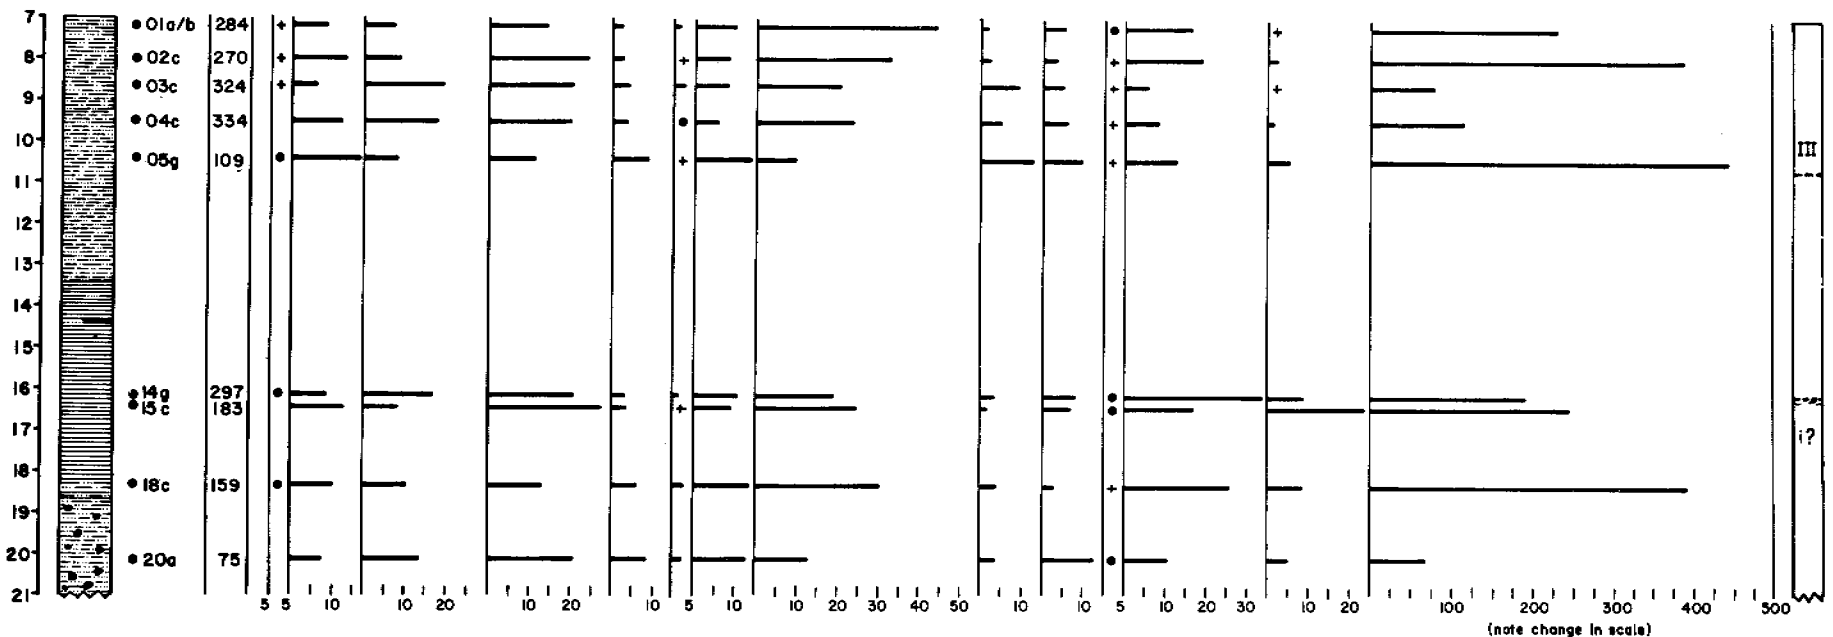 7 01a/b 284 + +
8 02c 270 + + +
03c 324 + + +
9
04c 334 +
10
05g 109 + + III
11
12
13
14
15
16 14g 297
15c 183 +
17 i?
18
18c 159 +
19
20 20a 75
21
5 5 10 10 20 10 20 10 5 10 10 20 30 40 50 10 10 5 10 20 30 10 20 100 200 300 400 500
(note change in scale)